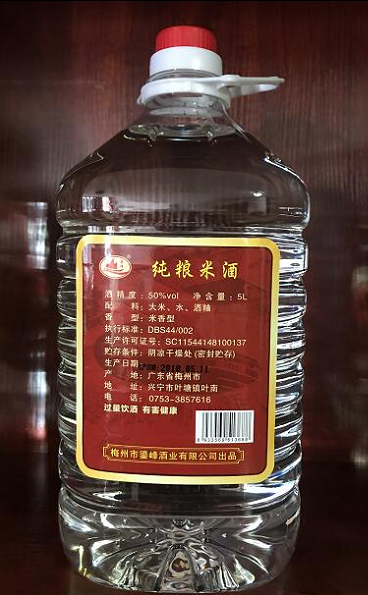 纯粮米酒
酒精度：50%vol 净含量：5L
配料：大米、水、酒釉
香型：米香型
执行标准：DBS44/002
生产许可证号：SC11544148100137
贮存条件：阴凉干燥处(密封贮存)
生产日期： 2018.05.11
产地：广东省梅州市
地址：兴宁市叶塘镇叶南
电话：0753-3857616
过量饮酒 有害健康
梅州市鎏峰酒业有限公司出品